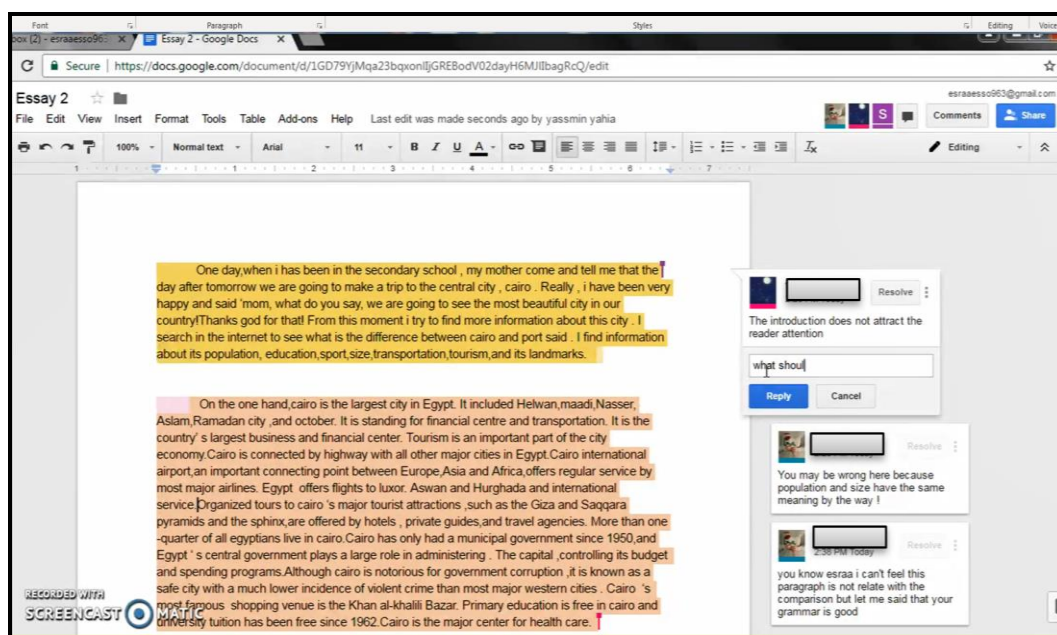 Font Paragraph Styles Editing Voice
box (2) - esraaesso963 Essay 2 - Google Docs
Secure | https://docs.google.com/document/d/1GD79YjMqa23bqxonlIjGREBodV02dayH6MJIIbagRcQ/edit
Essay 2
esraaesso963@gmail.com
File Edit View Insert Format Tools Table Add-ons Help Last edit was made seconds ago by yassmin yahia
S Comments Share
100% Normal text Arial 11 B I U A Editing
1 1 2 3 4 5 6 7
One day,when i has been in the secondary school , my mother come and tell me that the
day after tomorrow we are going to make a trip to the central city , cairo . Really , i have been very
happy and said 'mom, what do you say, we are going to see the most beautiful city in our
country!Thanks god for that! From this moment i try to find more information about this city . I
search in the internet to see what is the difference between cairo and port said . I find information
about its population, education,sport,size,transportation,tourism,and its landmarks.
On the one hand,cairo is the largest city in Egypt. It included Helwan,maadi,Nasser,
Aslam,Ramadan city ,and october. It is standing for financial centre and transportation. It is the
country' s largest business and financial center. Tourism is an important part of the city
economy.Cairo is connected by highway with all other major cities in Egypt.Cairo international
airport,an important connecting point between Europe,Asia and Africa,offers regular service by
most major airlines. Egypt offers flights to luxor. Aswan and Hurghada and international
service.Organized tours to cairo 's major tourist attractions ,such as the Giza and Saqqara
pyramids and the sphinx,are offered by hotels , private guides,and travel agencies. More than one
-quarter of all egyptians live in cairo.Cairo has only had a municipal government since 1950,and
Egypt ' s central government plays a large role in administering . The capital ,controlling its budget
and spending programs.Although cairo is notorious for government corruption ,it is known as a
safe city with a much lower incidence of violent crime than most major western cities . Cairo 's
most famous shopping venue is the Khan al-khalili Bazar. Primary education is free in cairo and
university tuition has been free since 1962.Cairo is the major center for health care.
Resolve
The introduction does not attract the
reader attention
what shoul
Reply Cancel
Resolve
You may be wrong here because
population and size have the same
meaning by the way !
Resolve
2:38 PM Today
you know esraa i can't feel this
paragraph is not relate with the
comparison but let me said that your
grammar is good
RECORDED WITH
SCREENCAST MATIC